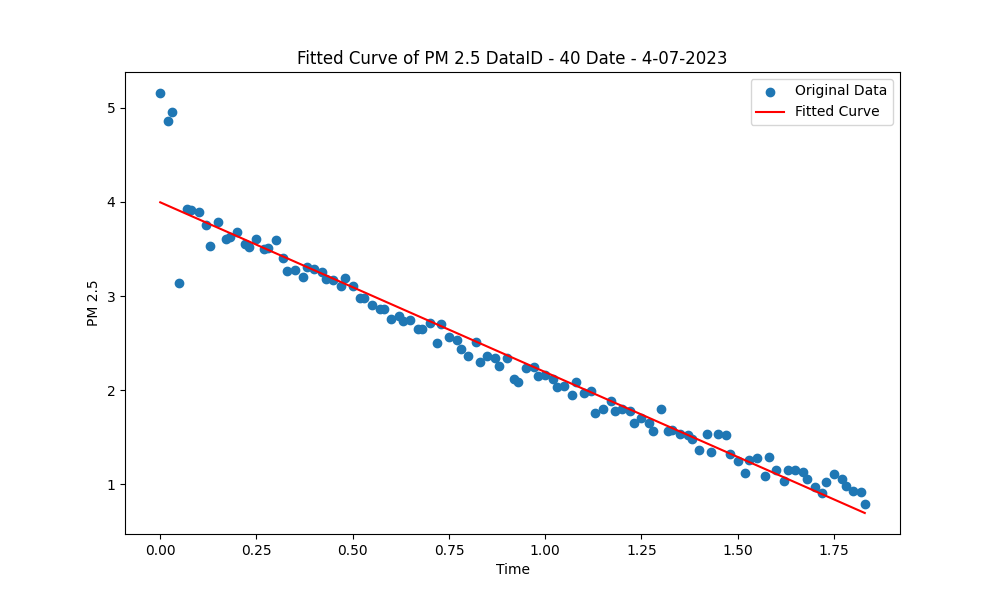 Fitted Curve of PM 2.5 DataID - 40 Date - 4-07-2023
Original Data
Fitted Curve
PM 2.5
5
4
3
2
1
0.00 0.25 0.50 0.75 1.00 1.25 1.50 1.75
Time